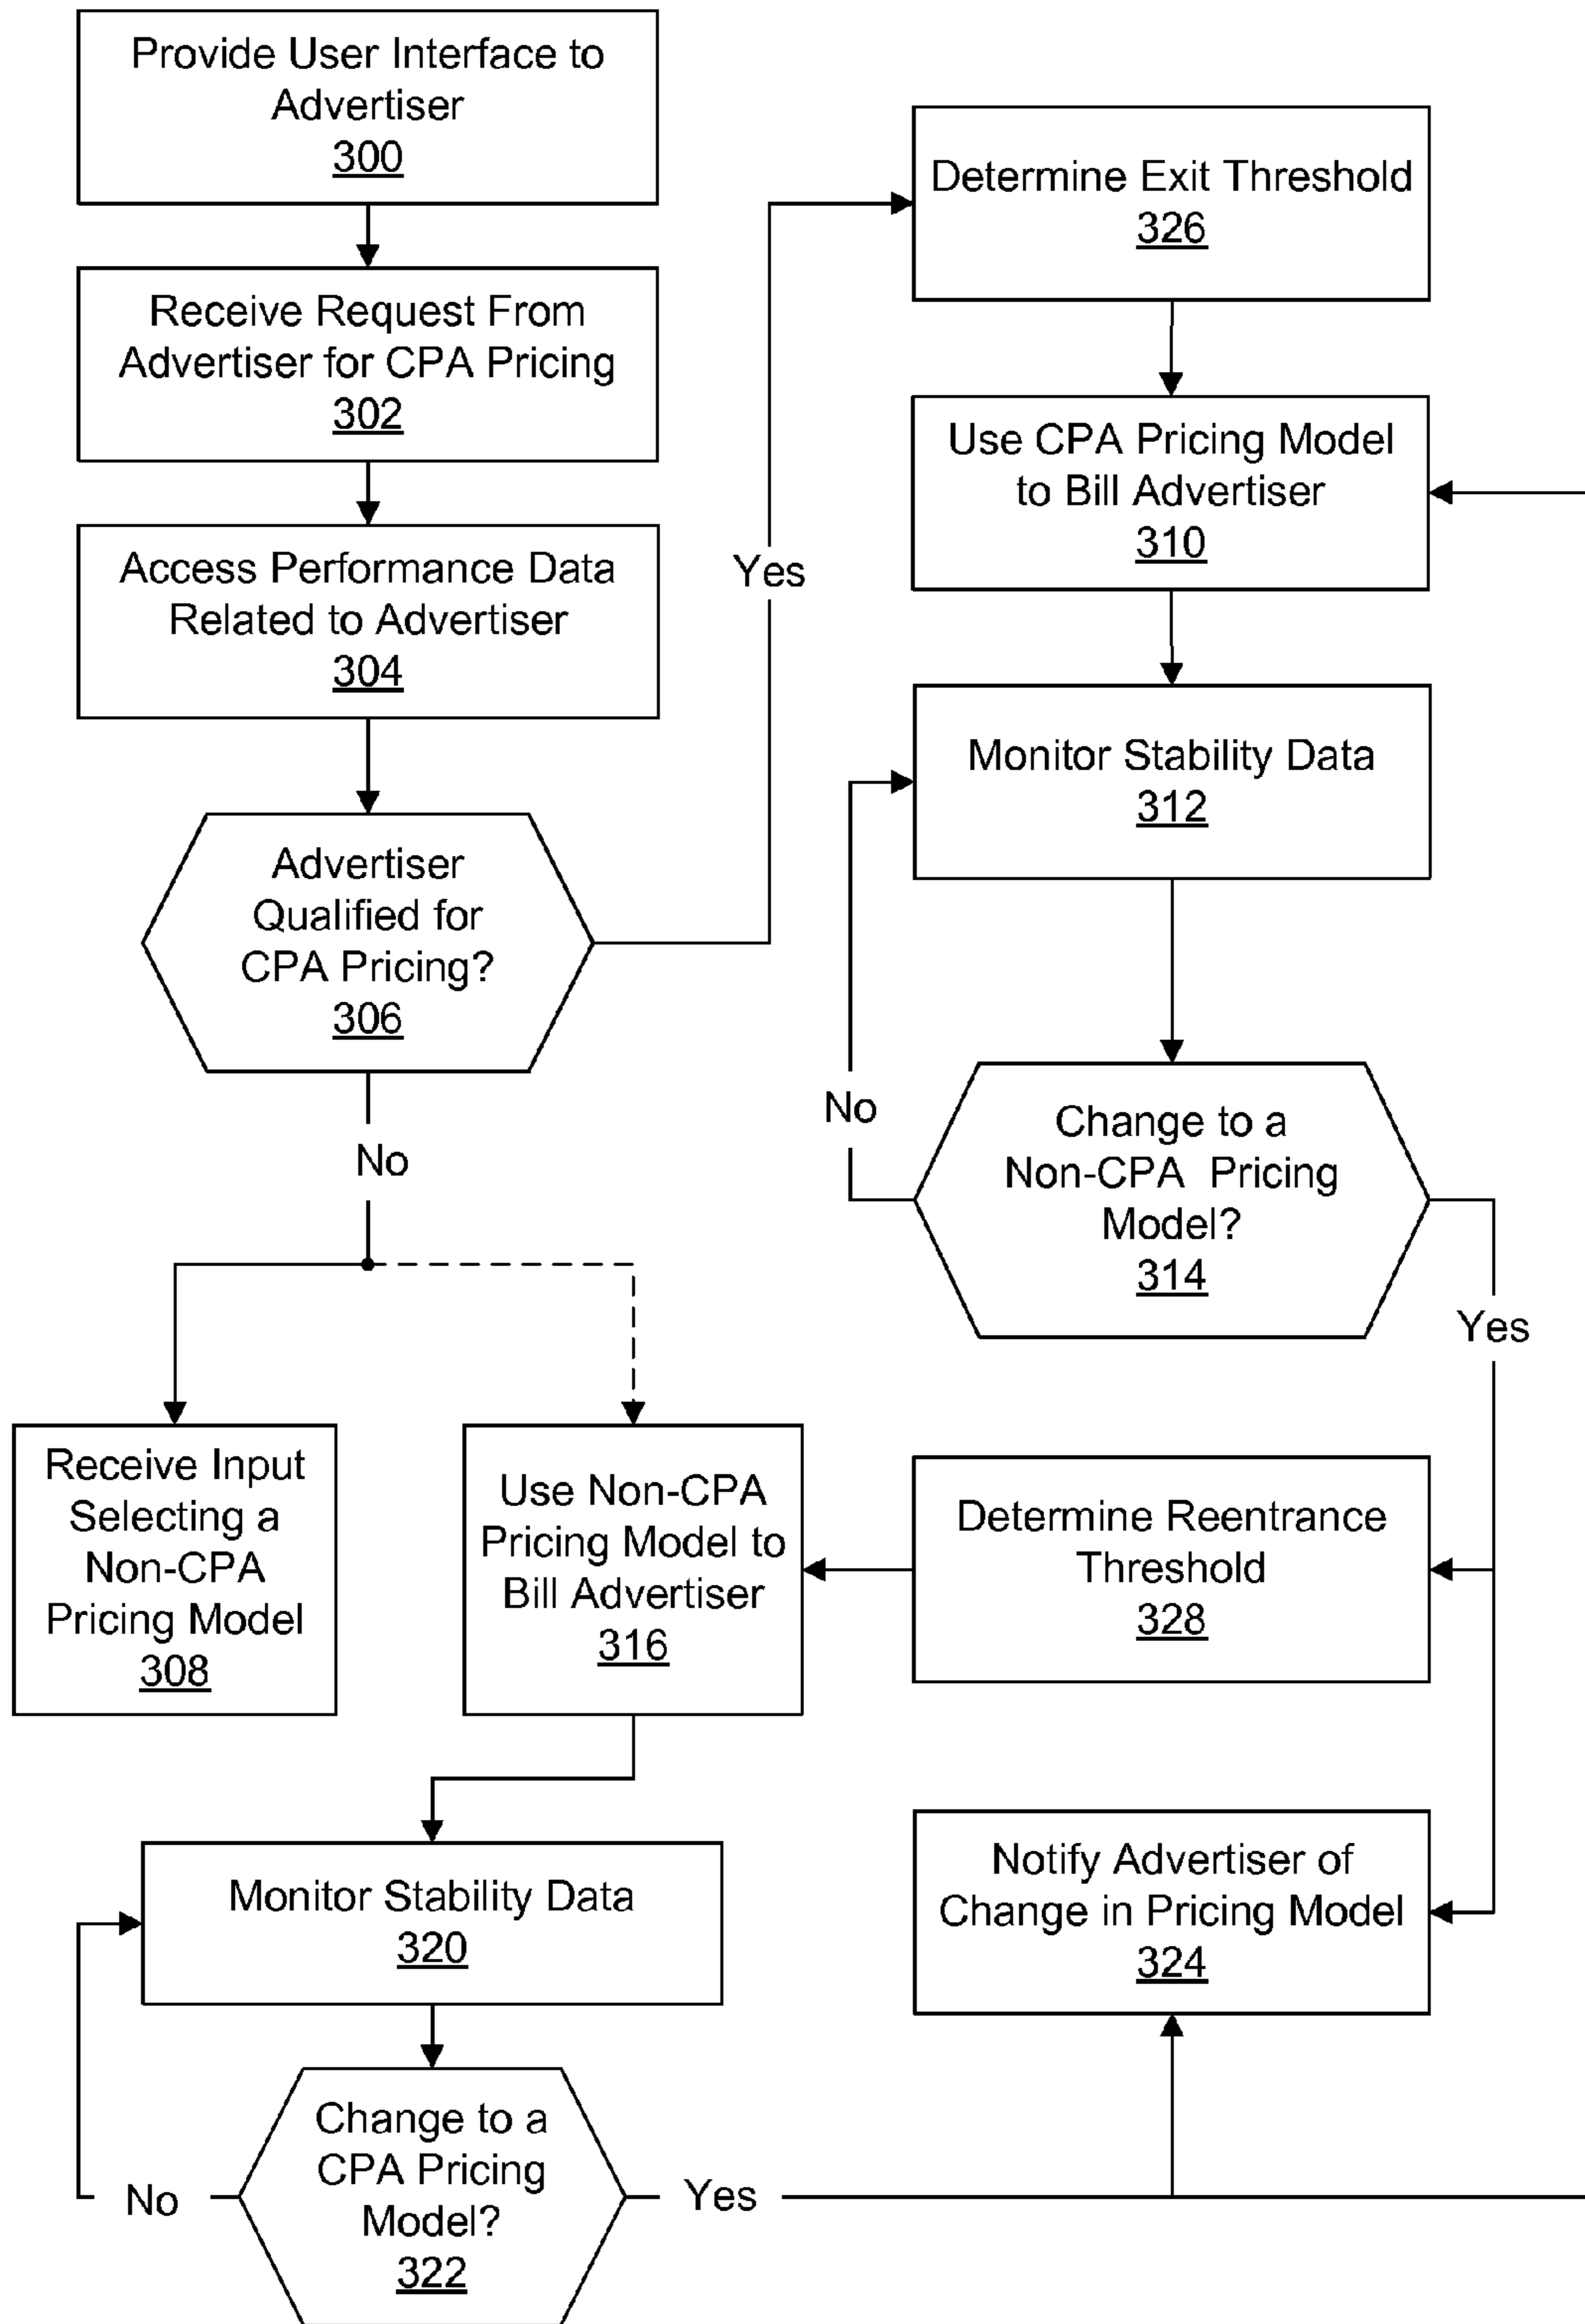 Provide User Interface to
Advertiser
300
Receive Request From
Advertiser for CPA Pricing
302
Access Performance Data
Related to Advertiser
304
Advertiser
Qualified for
CPA Pricing?
306
Yes
No
Determine Exit Threshold
326
Use CPA Pricing Model
to Bill Advertiser
310
Monitor Stability Data
312
No
Change to a
Non-CPA Pricing
Model?
314
Yes
Receive Input
Selecting a
Non-CPA
Pricing Model
308
Use Non-CPA
Pricing Model to
Bill Advertiser
316
Determine Reentrance
Threshold
328
Notify Advertiser of
Change in Pricing Model
324
Monitor Stability Data
320
Change to a
CPA Pricing
Model?
322
No
Yes